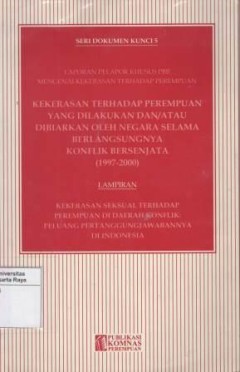 SERI DOKUMEN KUNCI 5
LAPORAN PELAPOR KHUSUS PBB
MENGENAI KEKERASAN TERHADAP PEREMPUAN
KEKERASAN TERHADAP PEREMPUAN
YANG DILAKUKAN DAN/ATAU
DIBIARKAN OLEH NEGARA SELAMA
BERLANGSUNGNYA
KONFLIK BERSENJATA
(1997-2000)
LAMPIRAN
KEKERASAN SEKSUAL TERHADAP
PEREMPUAN DI DAERAH KONFLIK:
PELUANG PERTANGGUNGJAWABANNYA
DI INDONESIA
PUBLIKASI
KOMNAS
PEREMPUAN